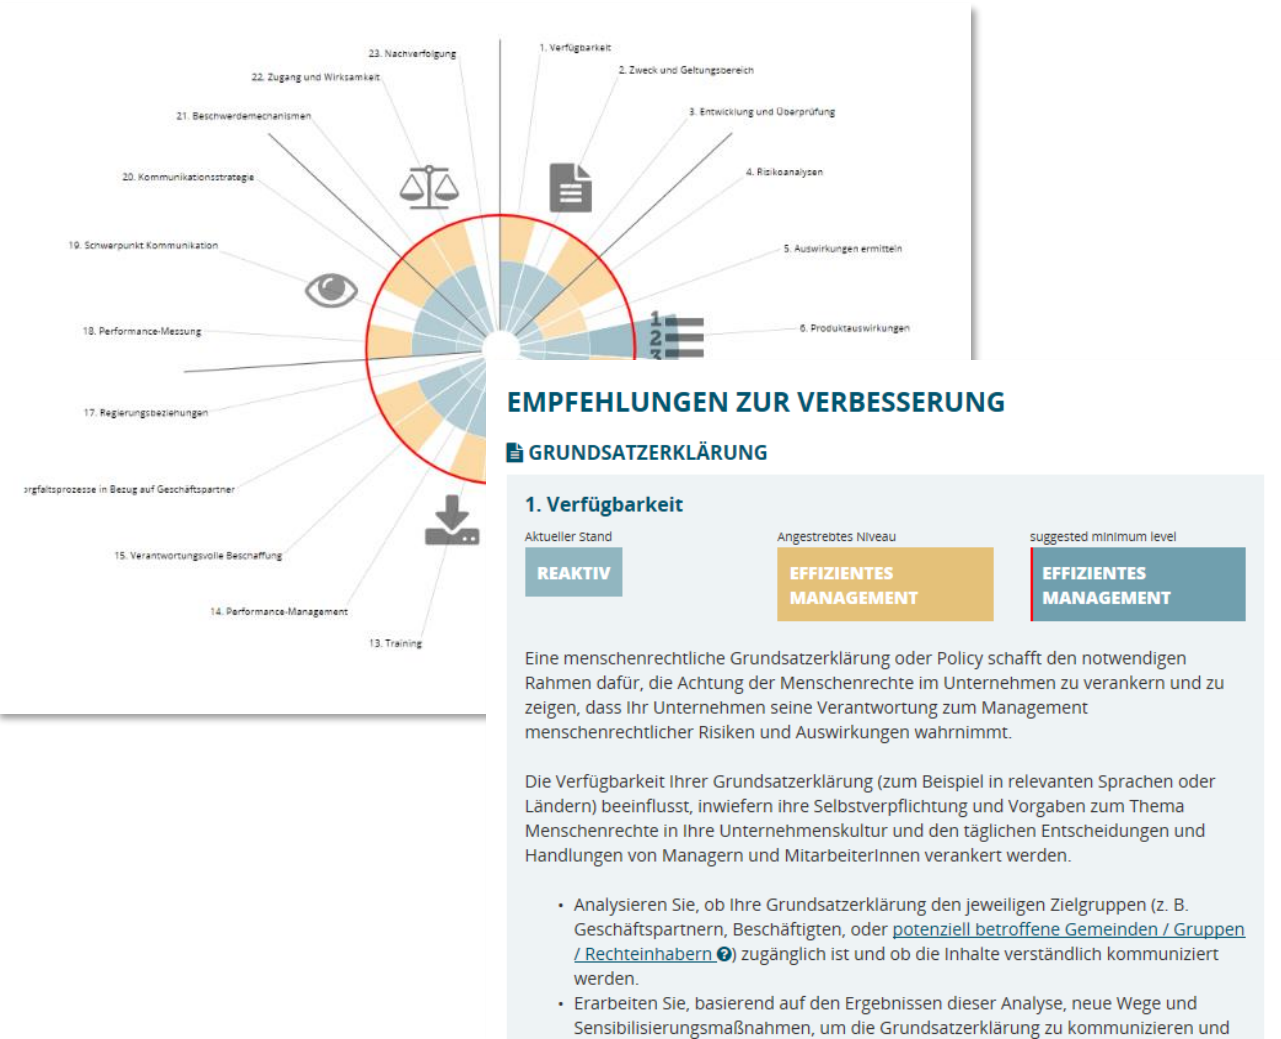 23. Nachverfolgung
1. Verfügbarkeit
22. Zugang und Wirksamkeit
2. Zweck und Geltungsbereich
21. Beschwerdemechanismen
3. Entwicklung und Überprüfung
20. Kommunikationsstrategie
4. Risikoanalysen
19. Schwerpunkt Kommunikation
5. Auswirkungen ermitteln
18. Performance-Messung
6. Produktauswirkungen
1
2
3
17. Regierungsbeziehungen
orgfaltsprozesse in Bezug auf Geschäftspartner
15. Verantwortungsvolle Beschaffung
14. Performance-Management
13. Training
EMPFEHLUNGEN ZUR VERBESSERUNG
GRUNDSATZERKLÄRUNG
1. Verfügbarkeit
Aktueller Stand
REAKTIV
Angestrebtes Niveau
EFFIZIENTES
MANAGEMENT
suggested minimum level
EFFIZIENTES
MANAGEMENT
Eine menschenrechtliche Grundsatzerklärung oder Policy schafft den notwendigen
Rahmen dafür, die Achtung der Menschenrechte im Unternehmen zu verankern und zu
zeigen, dass Ihr Unternehmen seine Verantwortung zum Management
menschenrechtlicher Risiken und Auswirkungen wahrnimmt.
Die Verfügbarkeit Ihrer Grundsatzerklärung (zum Beispiel in relevanten Sprachen oder
Ländern) beeinflusst, inwiefern ihre Selbstverpflichtung und Vorgaben zum Thema
Menschenrechte in Ihre Unternehmenskultur und den täglichen Entscheidungen und
Handlungen von Managern und MitarbeiterInnen verankert werden.
• Analysieren Sie, ob Ihre Grundsatzerklärung den jeweiligen Zielgruppen (z. B.
Geschäftspartnern, Beschäftigten, oder potenziell betroffene Gemeinden / Gruppen
/ Rechteinhabern ?) zugänglich ist und ob die Inhalte verständlich kommuniziert
werden.
• Erarbeiten Sie, basierend auf den Ergebnissen dieser Analyse, neue Wege und
Sensibilisierungsmaßnahmen, um die Grundsatzerklärung zu kommunizieren und